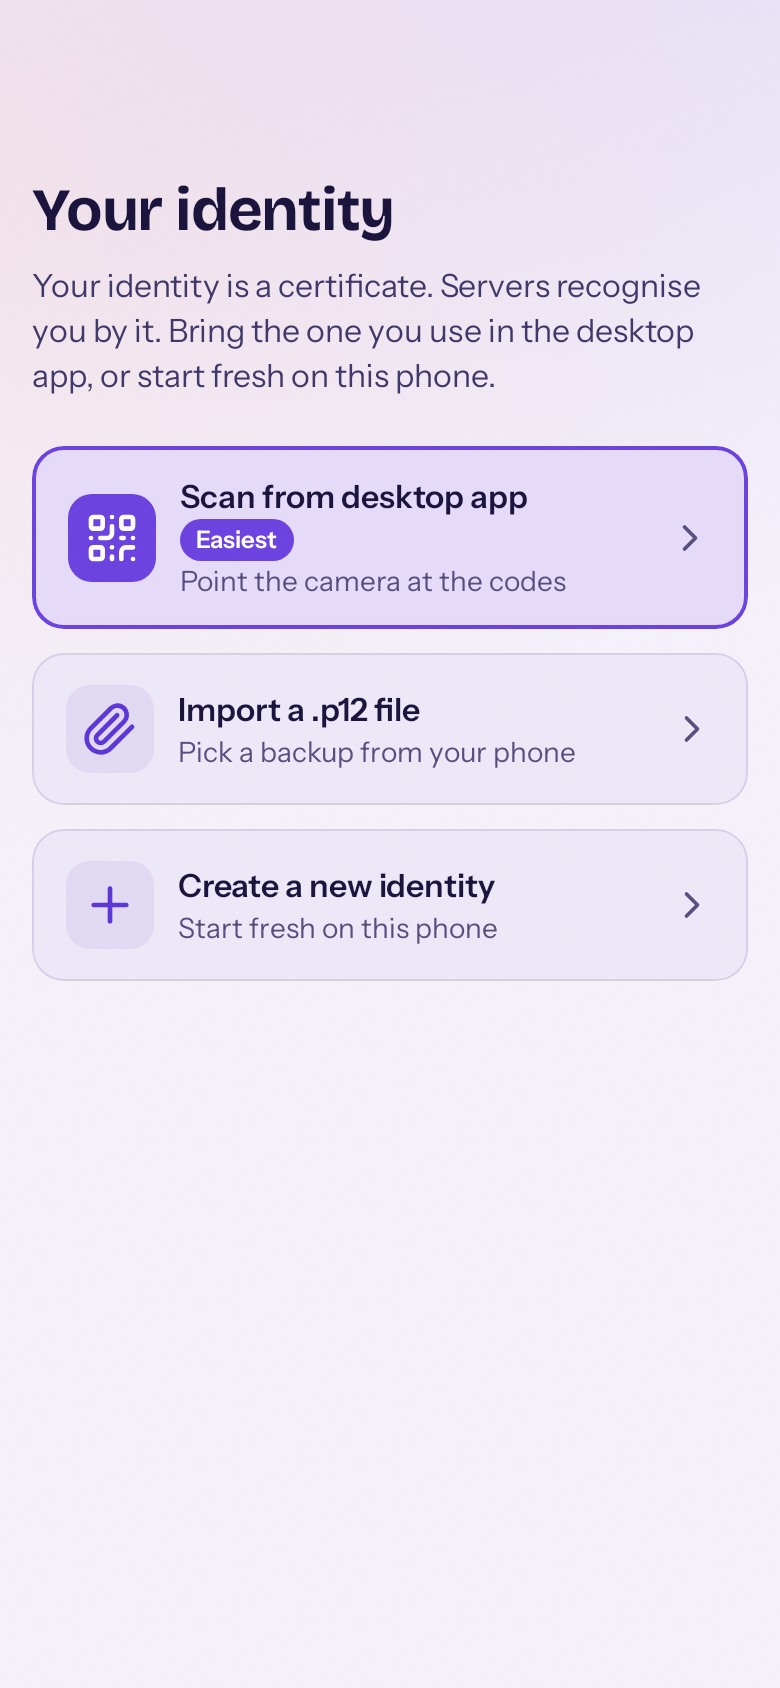 Your identity
Your identity is a certificate. Servers recognise
you by it. Bring the one you use in the desktop
app, or start fresh on this phone.
Scan from desktop app
Easiest
Point the camera at the codes
Import a .p12 file
Pick a backup from your phone
Create a new identity
Start fresh on this phone